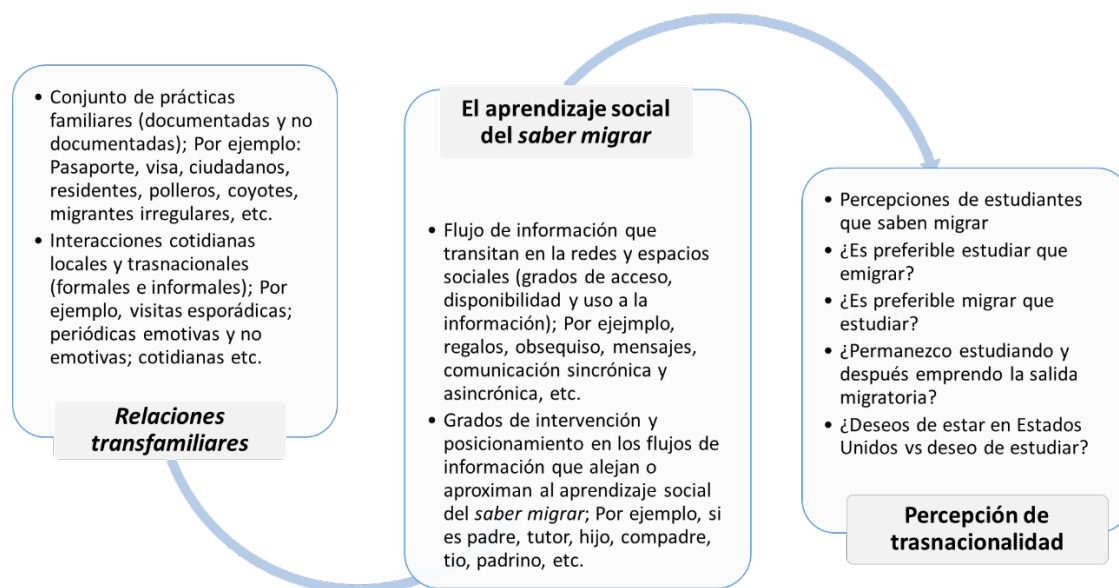 • Conjunto de prácticas
familiares (documentadas y no
documentadas); Por ejemplo:
Pasaporte, visa, ciudadanos,
residentes, polleros, coyotes,
migrantes irregulares, etc.
• Interacciones cotidianas
locales y trasnacionales
(formales e informales); Por
ejemplo, visitas esporádicas;
periódicas emotivas y no
emotivas; cotidianas etc.
Relaciones
transfamiliares
El aprendizaje social
del saber migrar
• Flujo de información que
transitan en la redes y espacios
sociales (grados de acceso,
disponibilidad y uso a la
información); Por ejejmplo,
regalos, obsequiso, mensajes,
comunicación sincrónica y
asincrónica, etc.
• Grados de intervención y
posicionamiento en los flujos de
información que alejan o
aproximan al aprendizaje social
del saber migrar; Por ejemplo, si
es padre, tutor, hijo, compadre,
tio, padrino, etc.
• Percepciones de estudiantes
que saben migrar
• ¿Es preferible estudiar que
emigrar?
• ¿Es preferible migrar que
estudiar?
• ¿Permanezco estudiando y
después emprendo la salida
migratoria?
• ¿Deseos de estar en Estados
Unidos vs deseo de estudiar?
Percepción de
trasnacionalidad